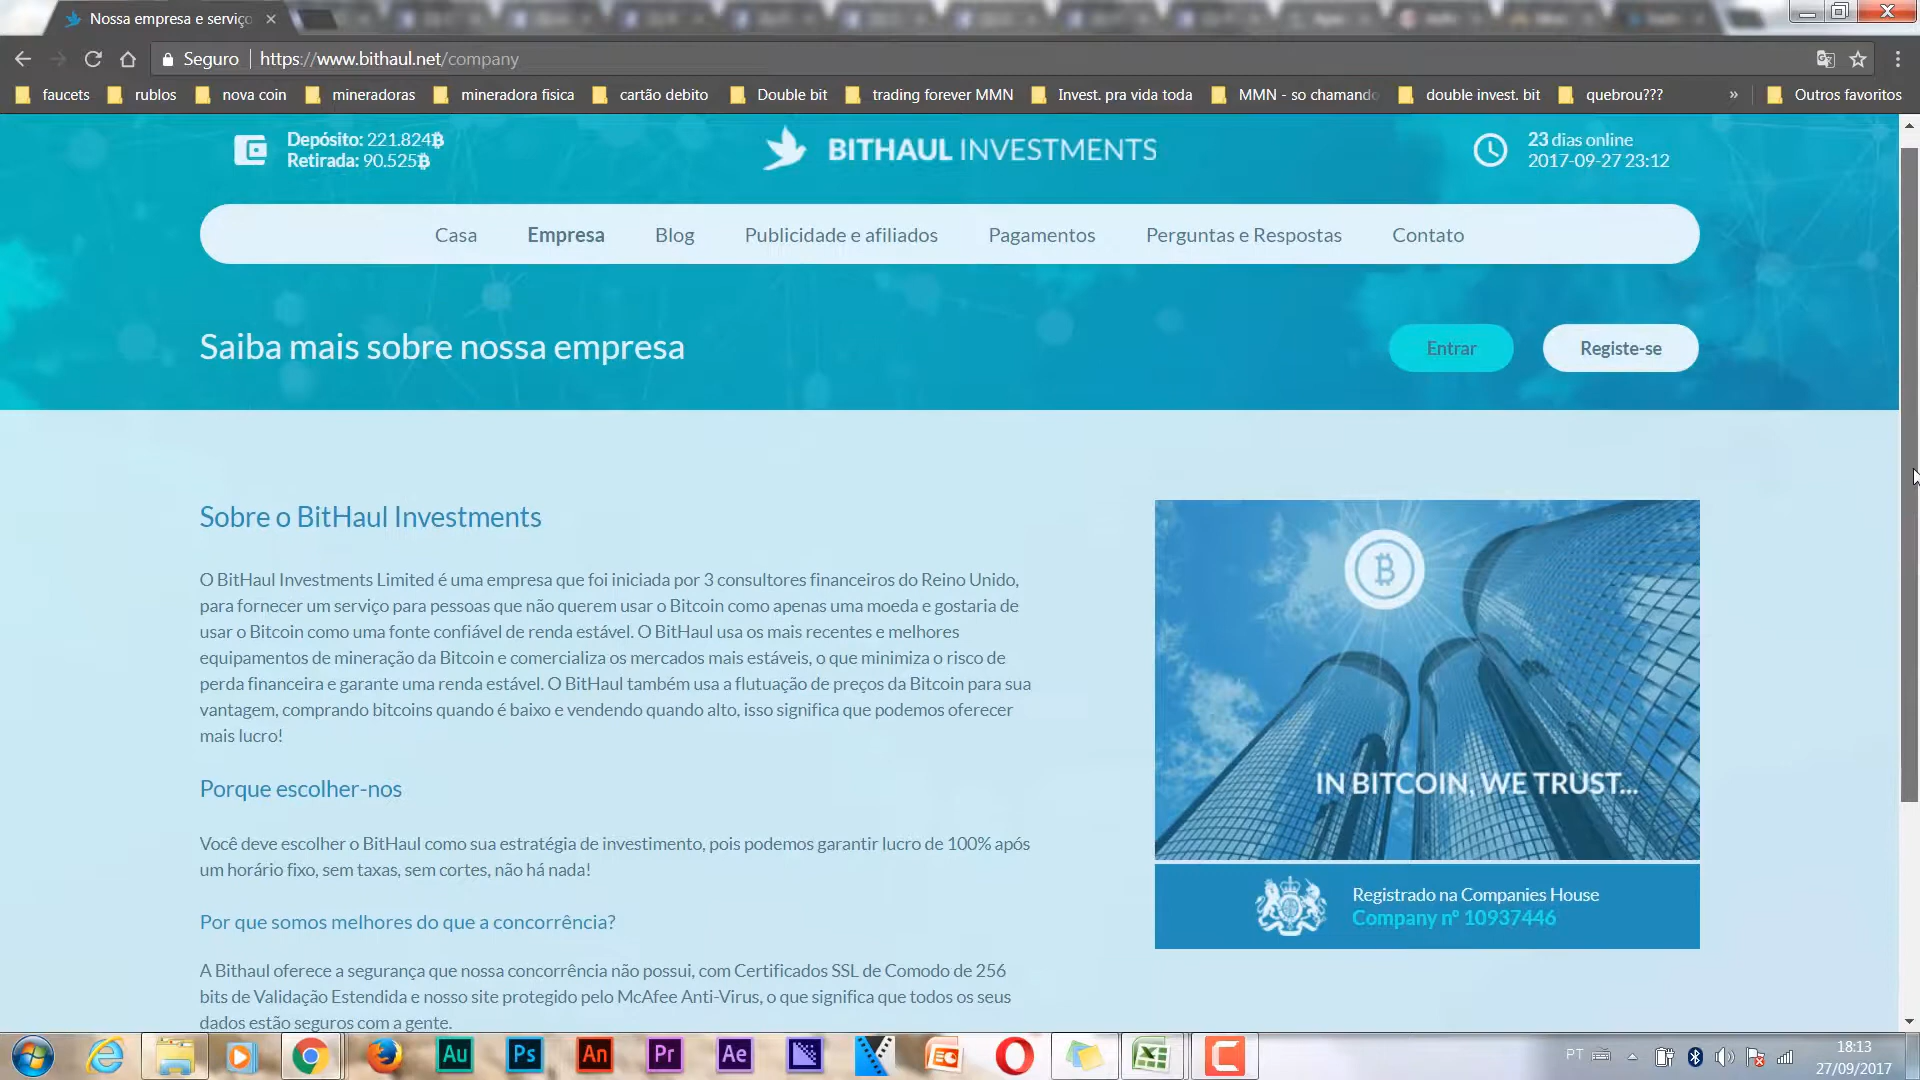 Nossa empresa e serviço
Seguro
https://www.bithaul.net/company
faucets
rublos
nova coin
mineradoras
mineradora fisica
cartão debito
Double bit
trading forever MMN
Invest. pra vida toda
MMN - so chamando
double invest. bit
quebrou???
»
Outros favoritos
Depósito: 221.824
Retirada: 90.525
BITHAUL INVESTMENTS
23 dias online
2017-09-27 23:12
Casa
Empresa
Blog
Publicidade e afiliados
Pagamentos
Perguntas e Respostas
Contato
Saiba mais sobre nossa empresa
Entrar
Registe-se
Sobre o BitHaul Investments
O BitHaul Investments Limited é uma empresa que foi iniciada por 3 consultores financeiros do Reino Unido,
para fornecer um serviço para pessoas que não querem usar o Bitcoin como apenas uma moeda e gostaria de
usar o Bitcoin como uma fonte confiável de renda estável. O BitHaul usa os mais recentes e melhores
equipamentos de mineração da Bitcoin e comercializa os mercados mais estáveis, o que minimiza o risco de
perda financeira e garante uma renda estável. O BitHaul também usa a flutuação de preços da Bitcoin para sua
vantagem, comprando bitcoins quando é baixo e vendendo quando alto, isso significa que podemos oferecer
mais lucro!
Porque escolher-nos
Você deve escolher o BitHaul como sua estratégia de investimento, pois podemos garantir lucro de 100% após
um horário fixo, sem taxas, sem cortes, não há nada!
Por que somos melhores do que a concorrência?
A Bithaul oferece a segurança que nossa concorrência não possui, com Certificados SSL de Comodo de 256
bits de Validação Estendida e nosso site protegido pelo McAfee Anti-Virus, o que significa que todos os seus
dados estão seguros com a gente.
IN BITCOIN, WE TRUST...
Registrado na Companies House
Company nº 10937446
Au
Ps
An
Pr
Ae
PT
18:13
27/09/2017